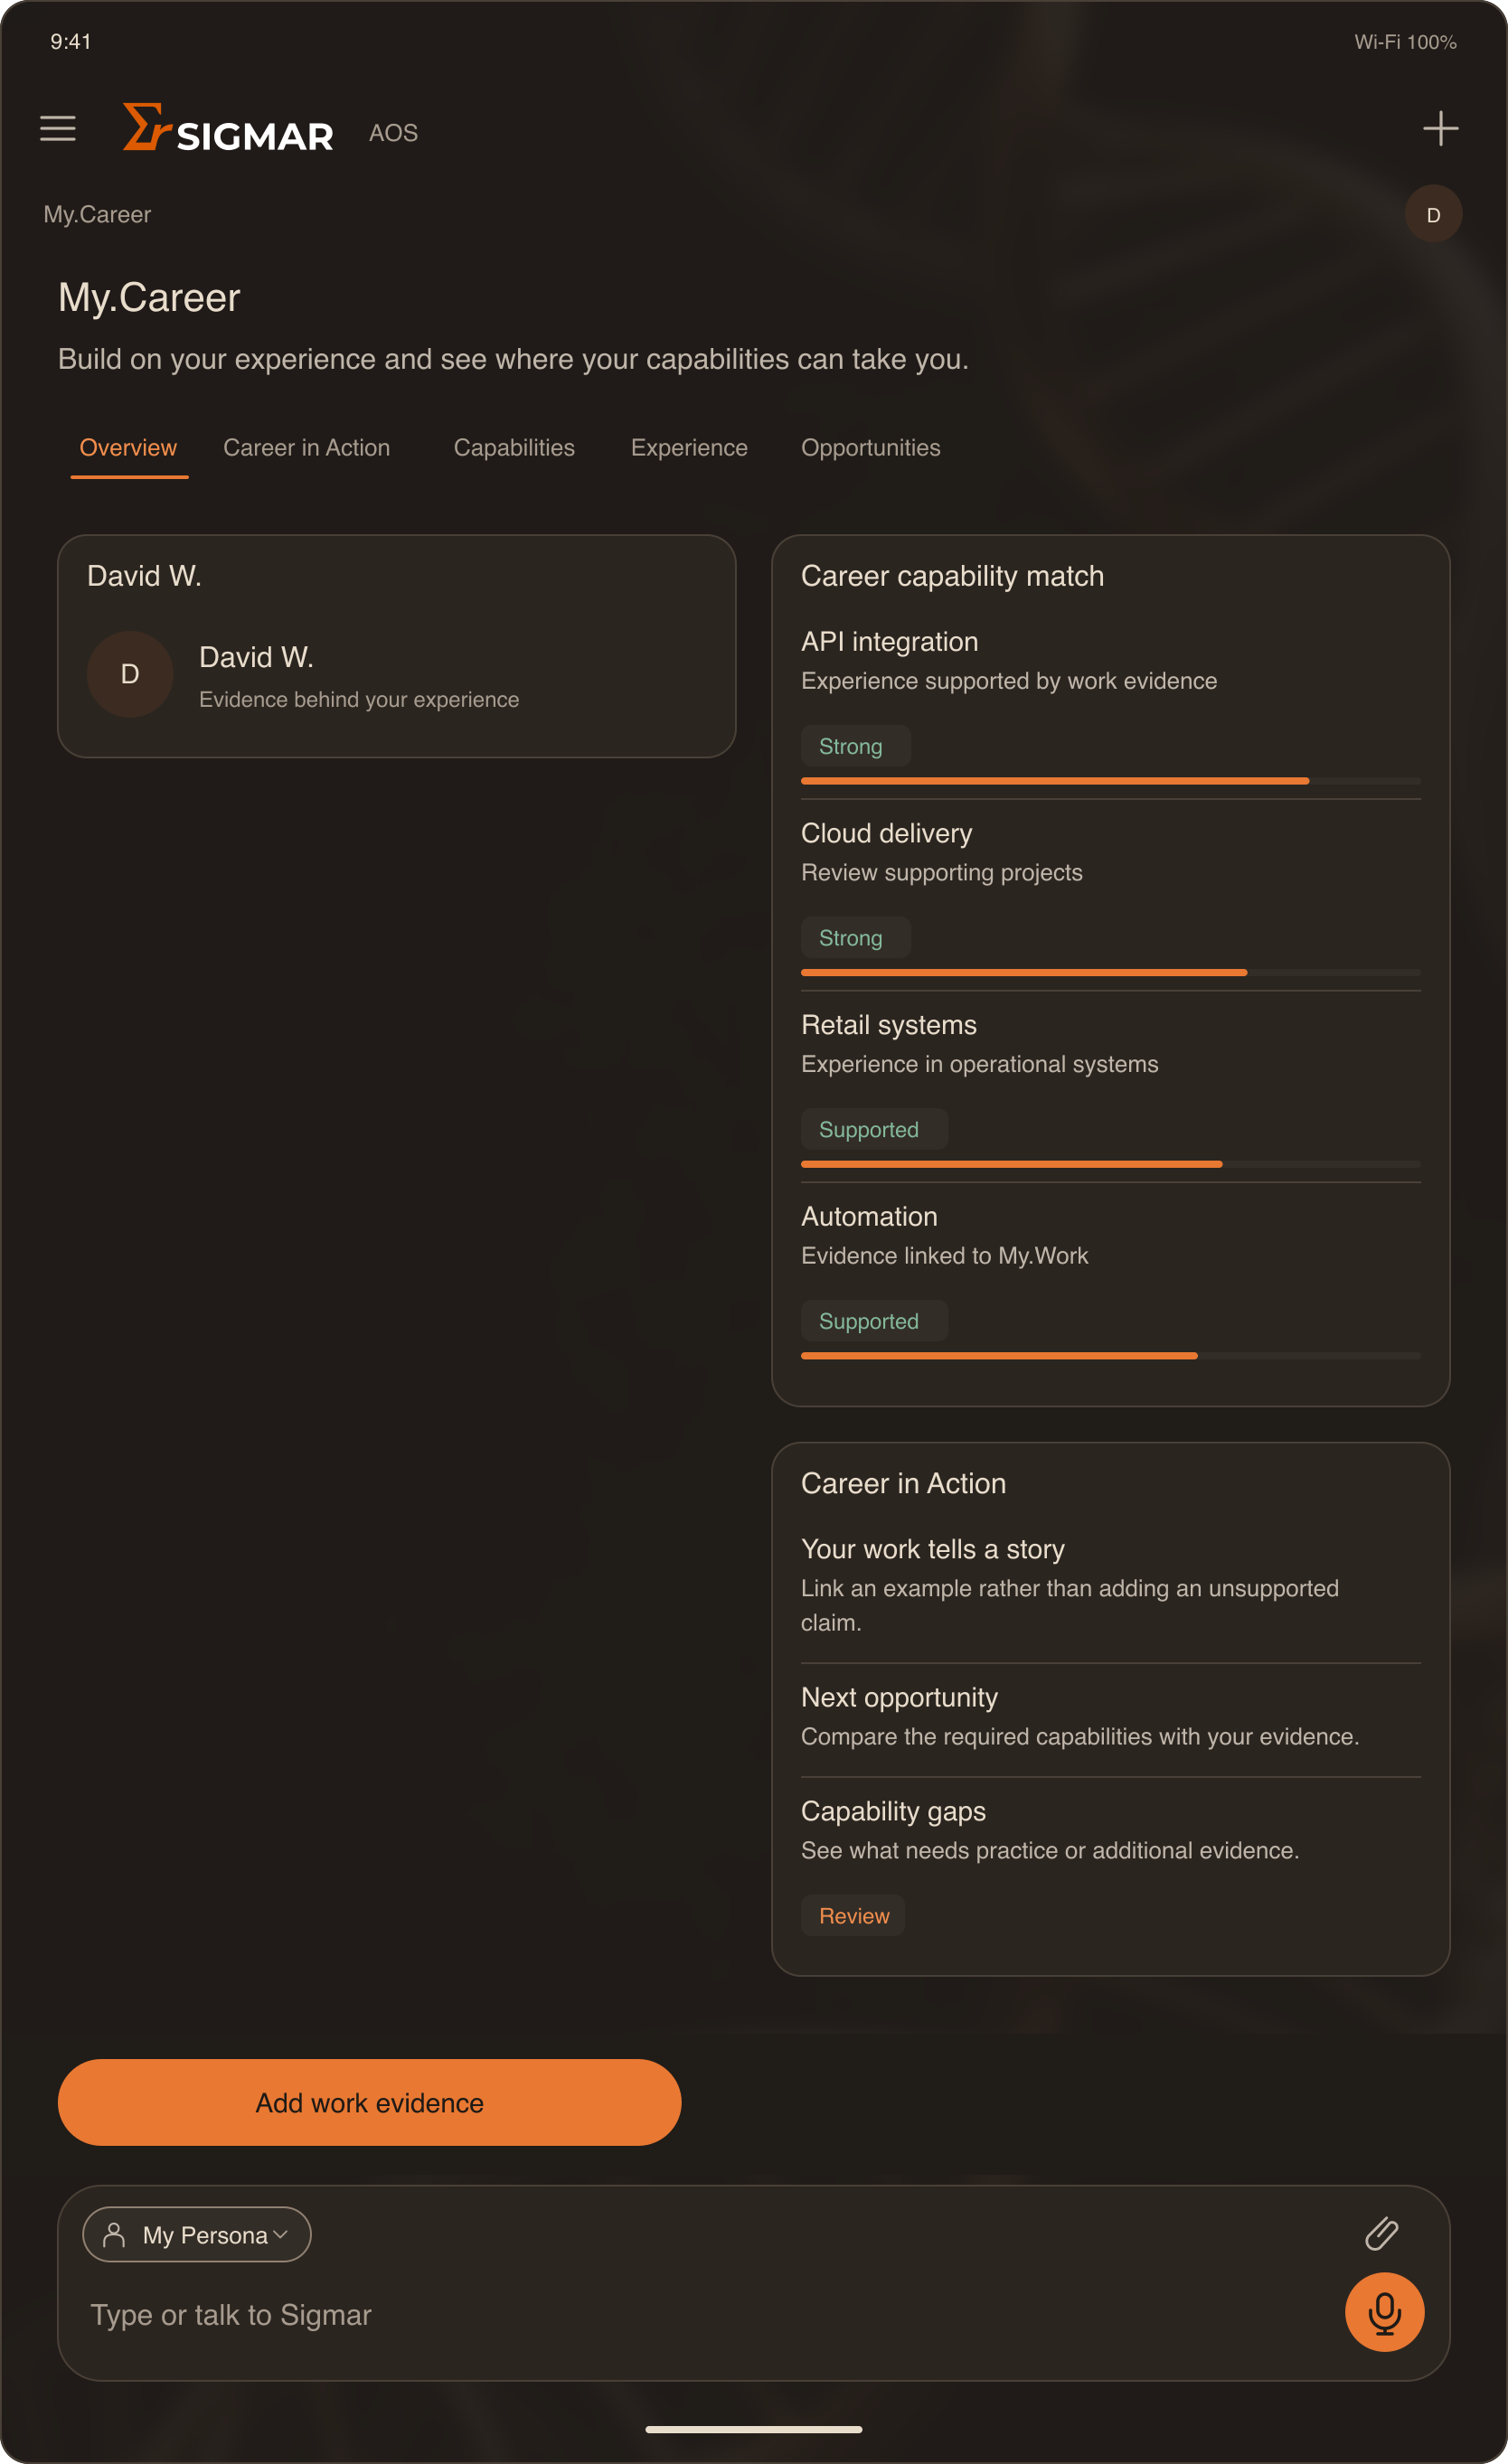 9:41
Wi-Fi 100%
Σr SIGMAR AOS
My.Career
D
My.Career
Build on your experience and see where your capabilities can take you.
Overview
Career in Action
Capabilities
Experience
Opportunities
David W.
D
David W.
Evidence behind your experience
Career capability match
API integration
Experience supported by work evidence
Strong
Cloud delivery
Review supporting projects
Strong
Retail systems
Experience in operational systems
Supported
Automation
Evidence linked to My.Work
Supported
Career in Action
Your work tells a story
Link an example rather than adding an unsupported
claim.
Next opportunity
Compare the required capabilities with your evidence.
Capability gaps
See what needs practice or additional evidence.
Review
Add work evidence
My Persona
Type or talk to Sigmar